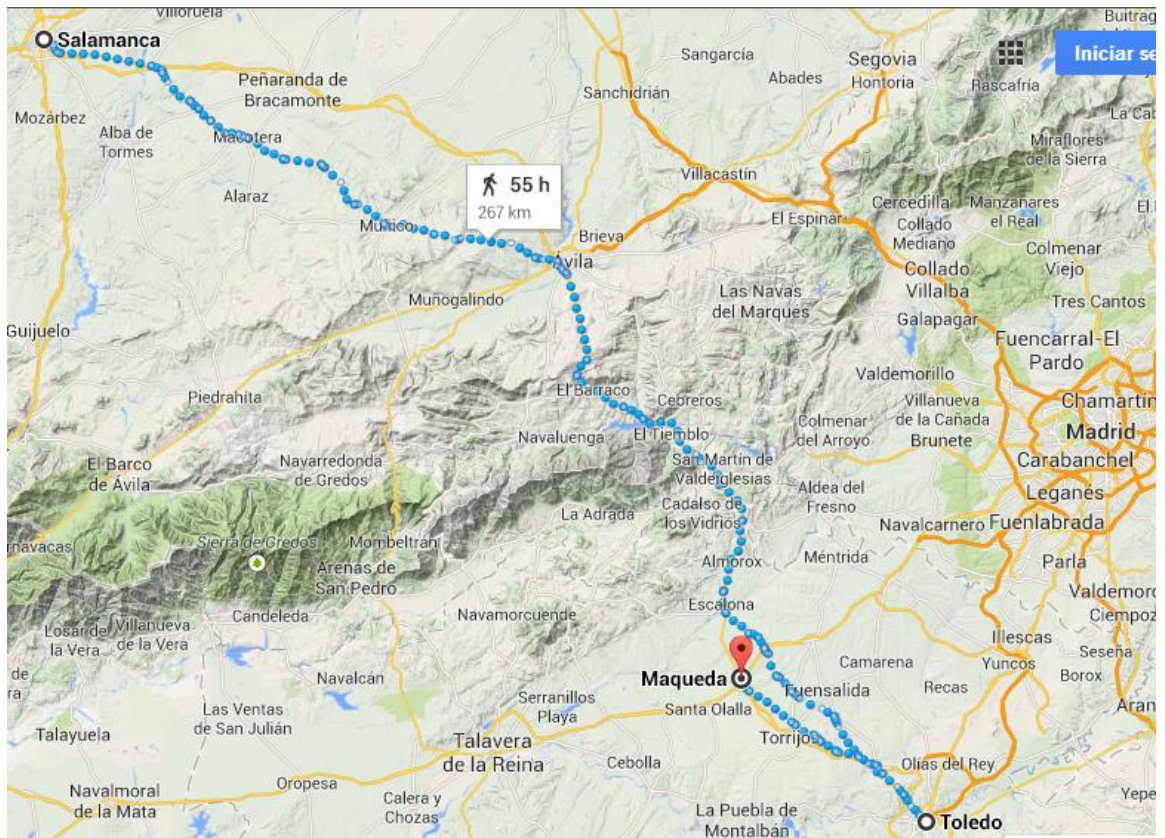 Villoruela
Buitrag
Salamanca
Sangarcía
Segovia
Iniciar se
Peñaranda de
Bracamonte
Abades
Hontoria
Rascafría
Sanchidrián
Mozárbez
Alba de
Tormes
Macotera
La Cab
Miraflores
de la Sierra
Villacastín
Alaraz
55 h
267 km
El Espinar
Cercedilla
Manzanares
el Real
Collado
Mediano
Muñico
Brieva
Ávila
Colmenar
Viejo
Collado
Villalba
Las Navas
del Marqués
Muñogalindo
Tres Cantos
Guijuelo
Galapagar
Fuencarral-El
Pardo
Valdemorillo
El Barraco
Piedrahita
Cebreros
Villanueva
de la Cañada
Chamartín
Colmenar
del Arroyo
Navaluenga
El Tiemblo
Brunete
Madrid
El Barco
de Ávila
Navarredonda
de Gredos
San Martín de
Valdeiglesias
Carabanchel
Aldea del
Fresno
Leganés
La Adrada
Cadalso de
los Vidrios
Navalcarnero
Fuenlabrada
ernavacas
Sierra de Gredos
Mombeltrán
Almorox
Méntrida
Parla
Arenas de
San Pedro
Valdemoro
Candeleda
Navamorcuende
Escalona
Ciempoz
Losar de
la Vera
Villanueva
de la Vera
Illescas
Seseña
Camarena
Yuncos
Borox
Navalcán
Maqueda
Fuensalida
Recas
Serranillos
Playa
Santa Olalla
Aran
Las Ventas
de San Julián
Talayuela
Talavera
de la Reina
Torrijos
Cebolla
Olías del Rey
Oropesa
Navalmoral
de la Mata
Calera y
Chozas
La Puebla de
Montalbán
Toledo
Yepe